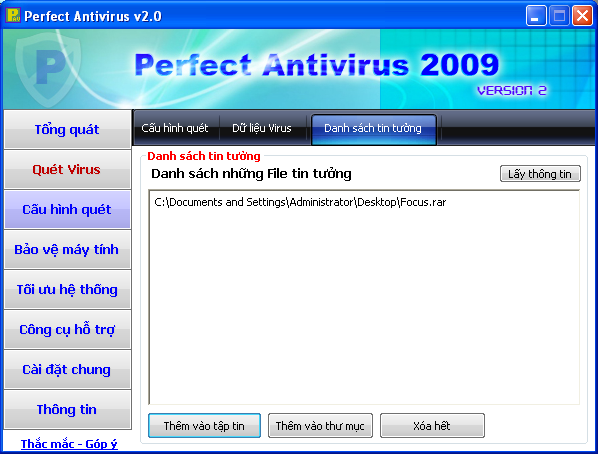 Perfect Antivirus v2.0
Perfect Antivirus 2009
VERSION 2
Tổng quát
Quét Virus
Cấu hình quét
Bảo vệ máy tính
Tối ưu hệ thống
Công cụ hỗ trợ
Cài đặt chung
Thông tin
Thắc mắc - Góp ý
Cấu hình quét
Dữ liệu Virus
Danh sách tin tưởng
Danh sách tin tưởng
Danh sách những File tin tưởng
Lấy thông tin
C:\Documents and Settings\Administrator\Desktop\Focus.rar
Thêm vào tập tin
Thêm vào thư mục
Xóa hết